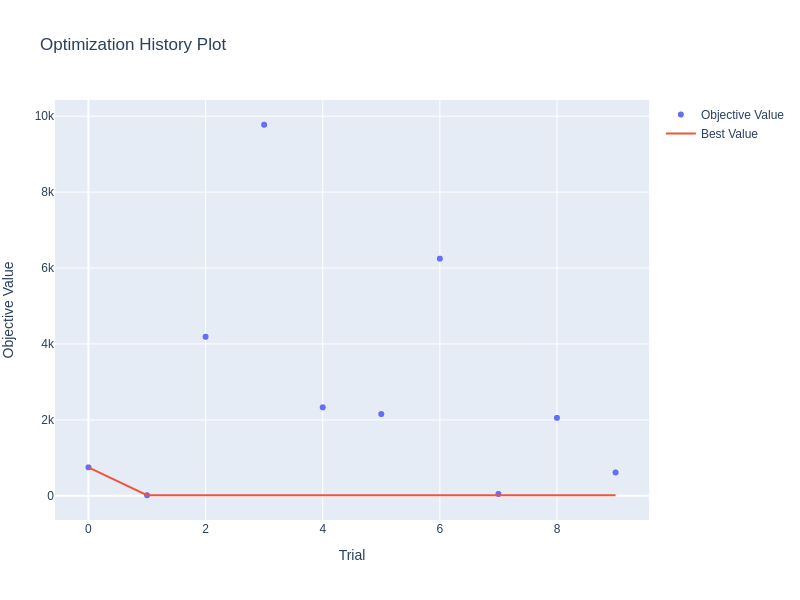 Optimization History Plot
Objective Value
Best Value
10k
8k
6k
4k
2k
0
Objective Value
0 2 4 6 8
Trial